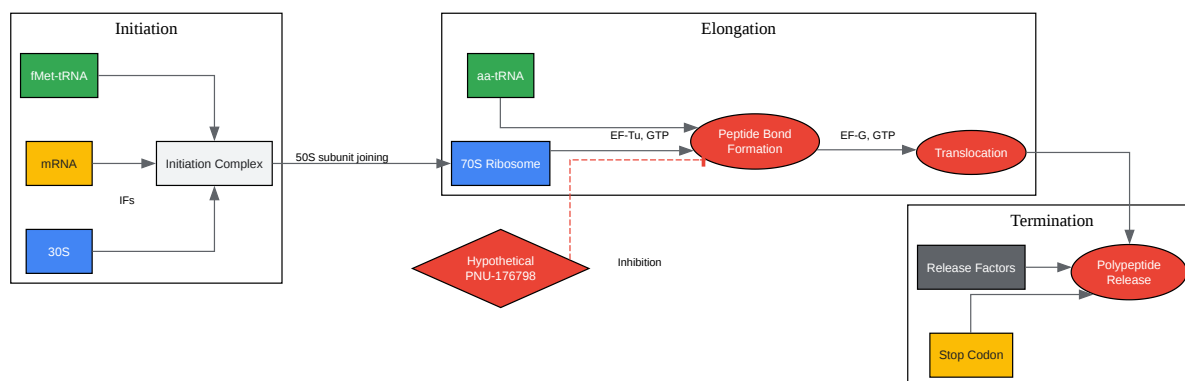 Initiation
fMet-tRNA
mRNA
Initiation Complex
IFs
30S
50S subunit joining
Elongation
aa-tRNA
EF-Tu, GTP
70S Ribosome
Peptide Bond
Formation
EF-G, GTP
Translocation
Hypothetical
PNU-176798
Inhibition
Termination
Release Factors
Polypeptide
Release
Stop Codon